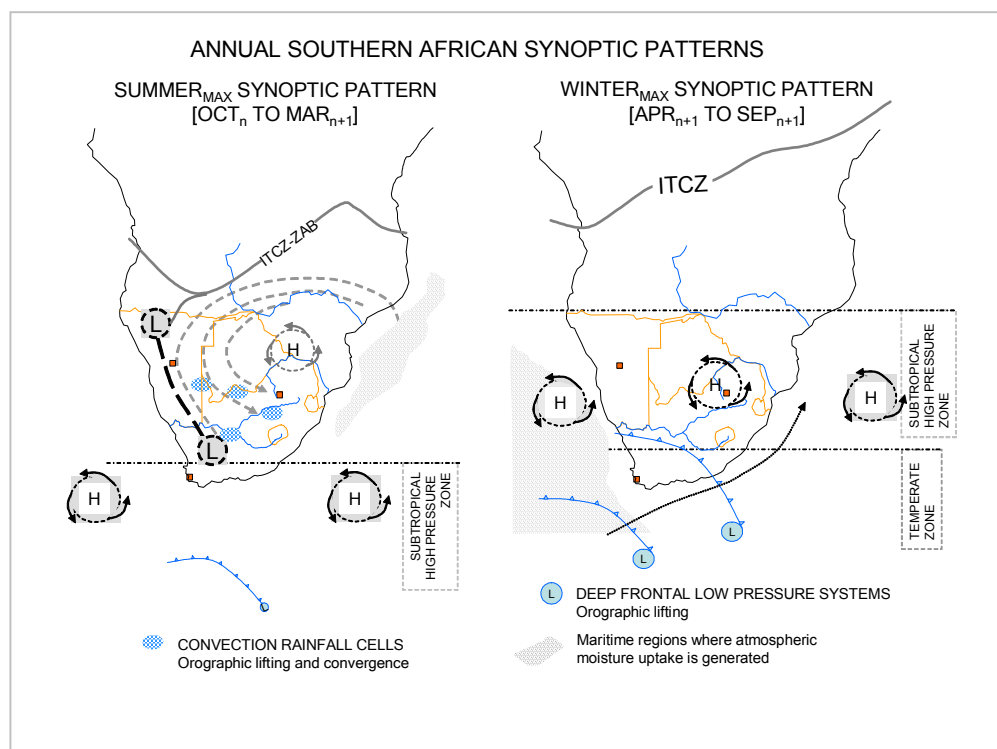 ANNUAL SOUTHERN AFRICAN SYNOPTIC PATTERNS
SUMMERMAX SYNOPTIC PATTERN
[OCTn TO MARn+1]
ITCZ-ZAB
L
H
L
H
H
SUBTROPICAL
HIGH PRESSURE
ZONE
CONVECTION RAINFALL CELLS
Orographic lifting and convergence
WINTERMAX SYNOPTIC PATTERN
[APRn+1 TO SEPn+1]
ITCZ
H
H
H
SUBTROPICAL
HIGH PRESSURE
ZONE
TEMPERATE
ZONE
L
L
L
DEEP FRONTAL LOW PRESSURE SYSTEMS
Orographic lifting
Maritime regions where atmospheric
moisture uptake is generated